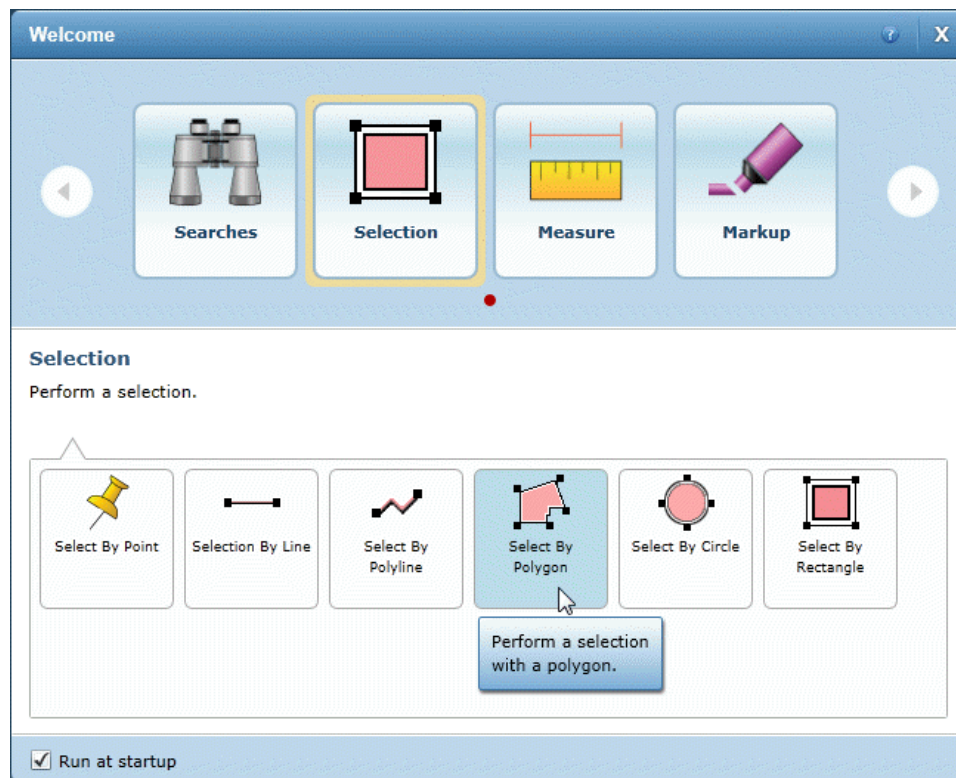 Welcome
? X
Searches Selection Measure Markup
Selection
Perform a selection.
Select By Point Selection By Line Select By Polyline Select By Polygon Select By Circle Select By Rectangle
Perform a selection
with a polygon.
Run at startup